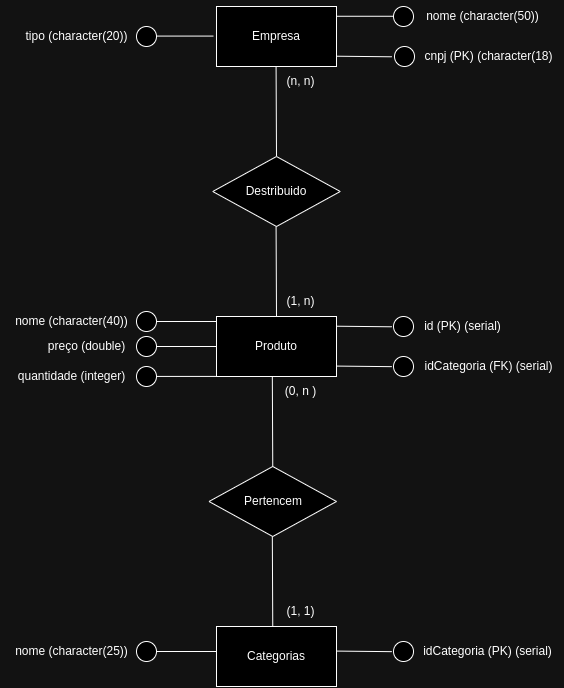 nome (character(50))
tipo (character(20))
Empresa
cnpj (PK) (character(18)
(n, n)
Destribuido
(1, n)
nome (character(40))
id (PK) (serial)
preço (double)
Produto
idCategoria (FK) (serial)
quantidade (integer)
(0, n )
Pertencem
(1, 1)
nome (character(25))
Categorias
idCategoria (PK) (serial)